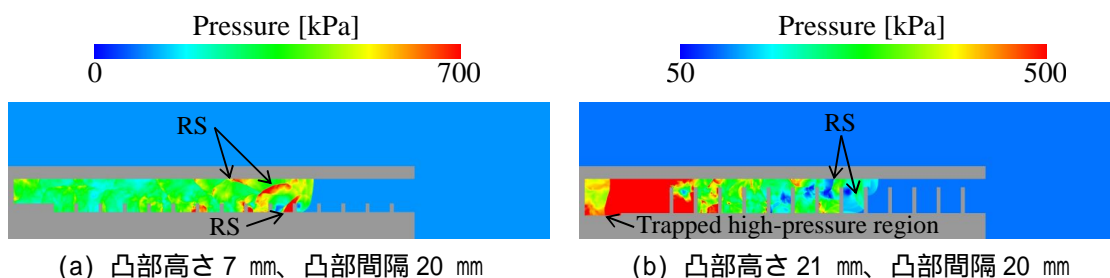 Pressure [kPa]
0 700
RS
RS
(a) 凸部高さ 7 ㎜、凸部間隔 20 ㎜
Pressure [kPa]
50 500
RS
Trapped high-pressure region
(b) 凸部高さ 21 ㎜、凸部間隔 20 ㎜